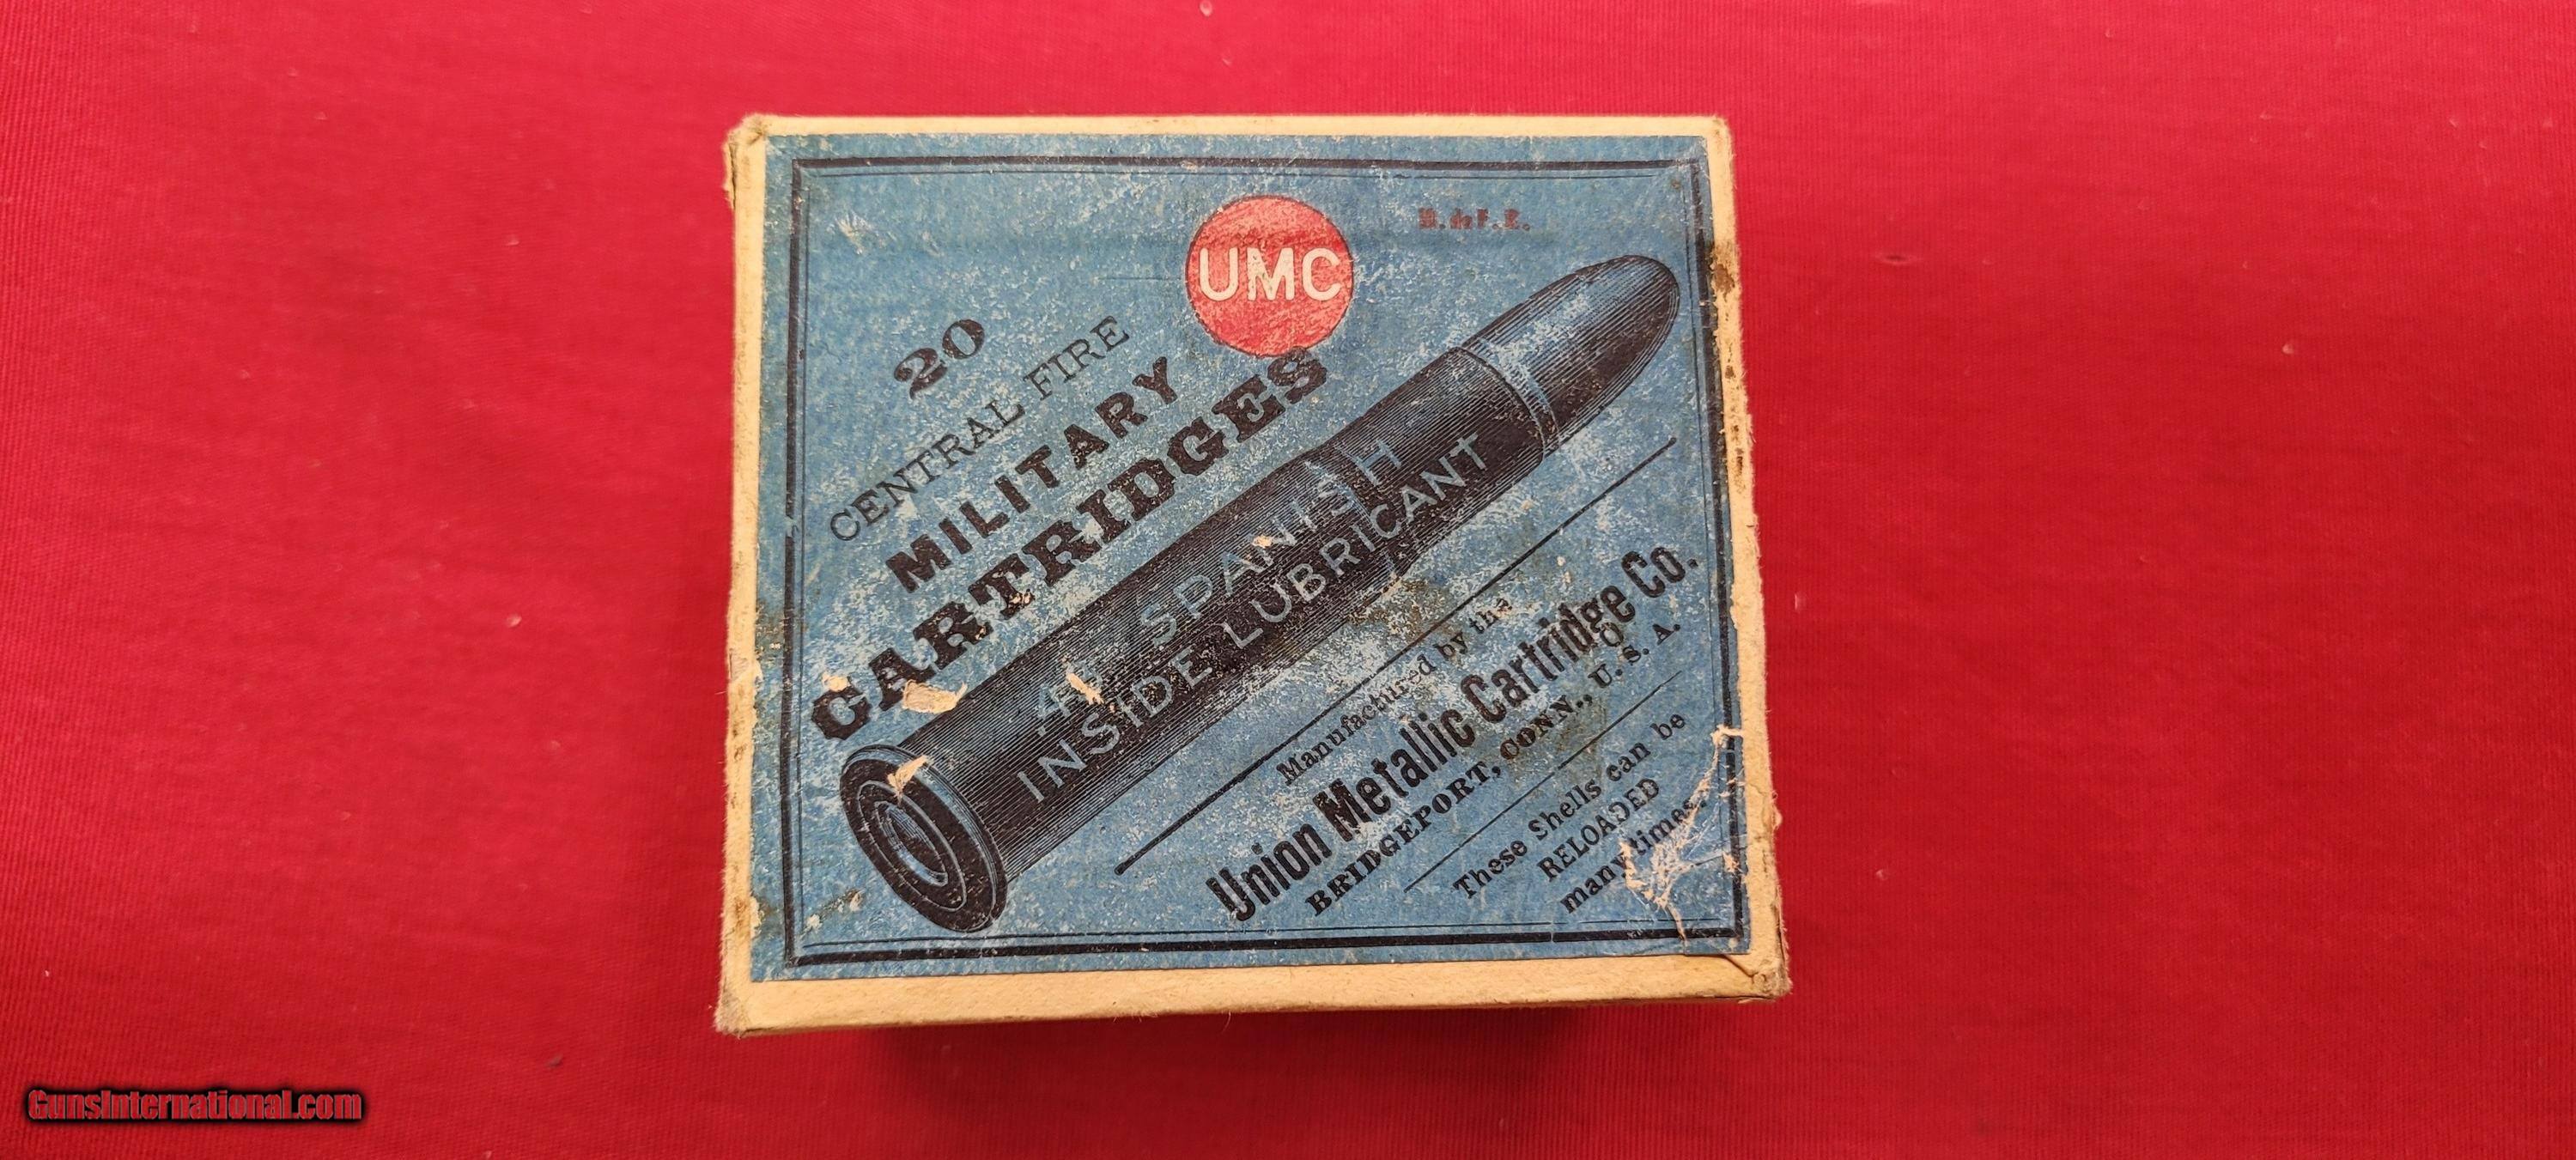 UMC
20
CENTRAL FIRE
MILITARY
CARTRIDGES
SPANISH
INSIDE LUBRICANT
Manufactured by the
Union Metallic Cartridge Co.
BRIDGEPORT, CONN., U. S. A.
These Shells can be
RELOADED
many times.
GunsInternational.com